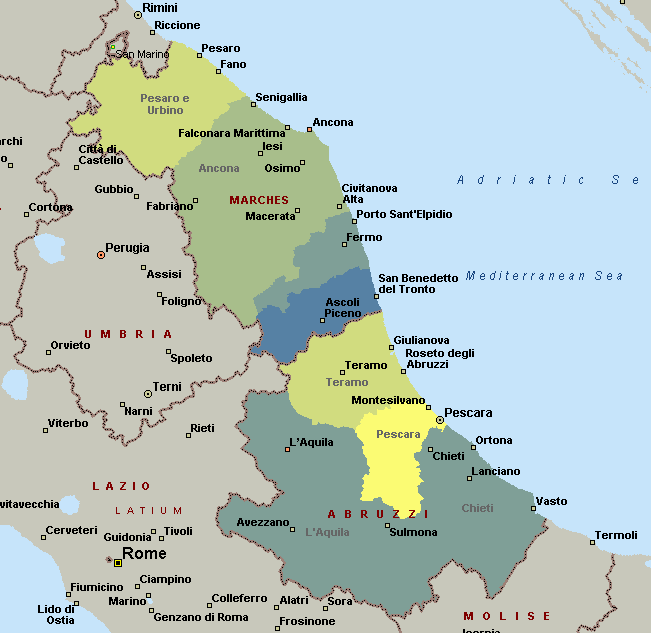 Rimini
Riccione
San Marino
Pesaro
Fano
Pesaro e
Urbino
Senigallia
Falconara Marittima
Ancona
Iesi
archi
Città di
Castello
Ancona
Osimo
Adriatic Se
Gubbio
Fabriano
MARCHES
Macerata
Civitanova
Alta
Cortona
Porto Sant'Elpidio
Fermo
Perugia
Assisi
Mediterranean Sea
San Benedetto
del Tronto
Foligno
Ascoli
Piceno
UMBRIA
Orvieto
Spoleto
Giulianova
Roseto degli
Abruzzi
Teramo
Teramo
Terni
Narni
Montesilvano
Pescara
Viterbo
Rieti
Pescara
L'Aquila
Ortona
Chieti
Lanciano
LAZIO
vitavecchia
LATIUM
ABRUZZI
Chieti
Vasto
Avezzano
L'Aquila
Sulmona
Cerveteri
Guidonia
Tivoli
Termoli
Rome
Ciampino
Fiumicino
Marino
Colleferro
Alatri
Sora
Lido di
Ostia
Genzano di Roma
Frosinone
MOLISE